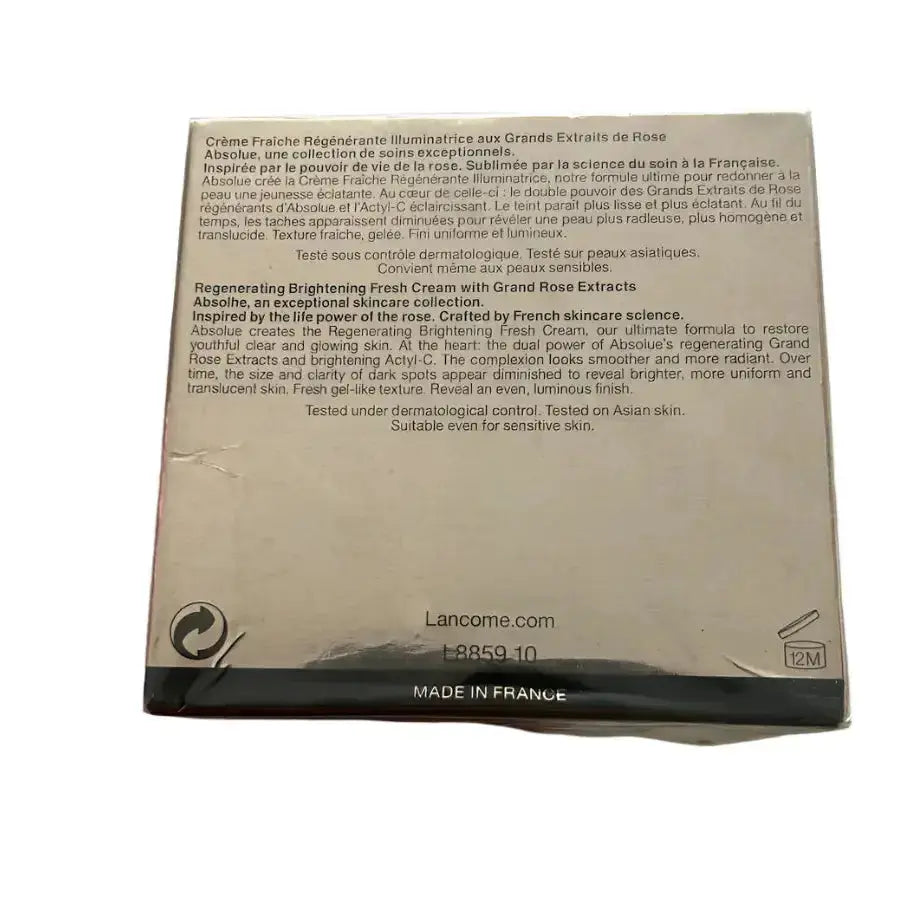 Crème Fraîche Régénérante Illuminatrice aux Grands Extraits de Rose
Absolue, une collection de soins exceptionnels.
Inspirée par le pouvoir de vie de la rose. Sublimée par la science du soin à la Française.
Absolue crée la Crème Fraîche Régénérante Illuminatrice, notre formule ultime pour redonner à la
peau une jeunesse éclatante. Au cœur de celle-ci : le double pouvoir des Grands Extraits de Rose
régénérants d'Absolue et l'Actyl-C éclaircissant. Le teint paraît plus lisse et plus éclatant. Au fil du
temps, les taches apparaissent diminuées pour révéler une peau plus radieuse, plus homogène et
translucide. Texture fraîche, gelée. Fini uniforme et lumineux.
Testé sous contrôle dermatologique. Testé sur peaux asiatiques.
Convient même aux peaux sensibles.
Regenerating Brightening Fresh Cream with Grand Rose Extracts
Absolue, an exceptional skincare collection.
Inspired by the life power of the rose. Crafted by French skincare science.
Absolue creates the Regenerating Brightening Fresh Cream, our ultimate formula to restore
youthful clear and glowing skin. At the heart: the dual power of Absolue's regenerating Grand
Rose Extracts and brightening Actyl-C. The complexion looks smoother and more radiant. Over
time, the size and clarity of dark spots appear diminished to reveal brighter, more uniform and
translucent skin. Fresh gel-like texture. Reveal an even, luminous finish.
Tested under dermatological control. Tested on Asian skin.
Suitable even for sensitive skin.
Lancome.com
L8859 10
12M
MADE IN FRANCE